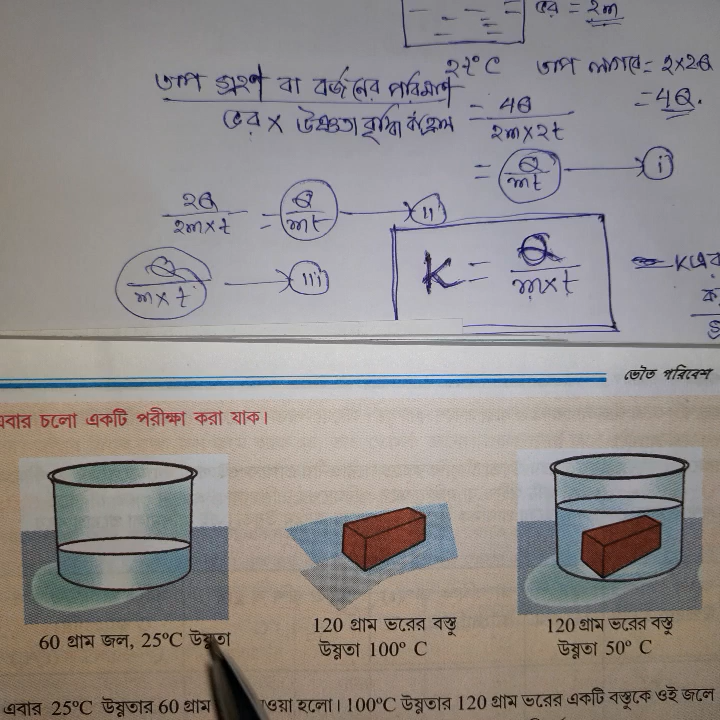 ভর = 2m
2t°C তাপ লাগবে = 2×2Q
= 4Q.
তাপ গ্রহণ বা বর্জনের পরিমাণ
ভর × উষ্ণতা বৃদ্ধি বা হ্রাস
= 4Q / 2m×2t
= Q / mt → i
2Q / 2m×t = Q / mt → ii
Q / m×t → iii
K = Q / m×t
ভৌত পরিবেশ
এবার চলো একটি পরীক্ষা করা যাক।
60 গ্রাম জল, 25°C উষ্ণতা
120 গ্রাম ভরের বস্তু
উষ্ণতা 100° C
120 গ্রাম ভরের বস্তু
উষ্ণতা 50° C
এবার 25°C উষ্ণতার 60 গ্রাম হলো। 100°C উষ্ণতার 120 গ্রাম ভরের একটি বস্তুকে ওই জলে